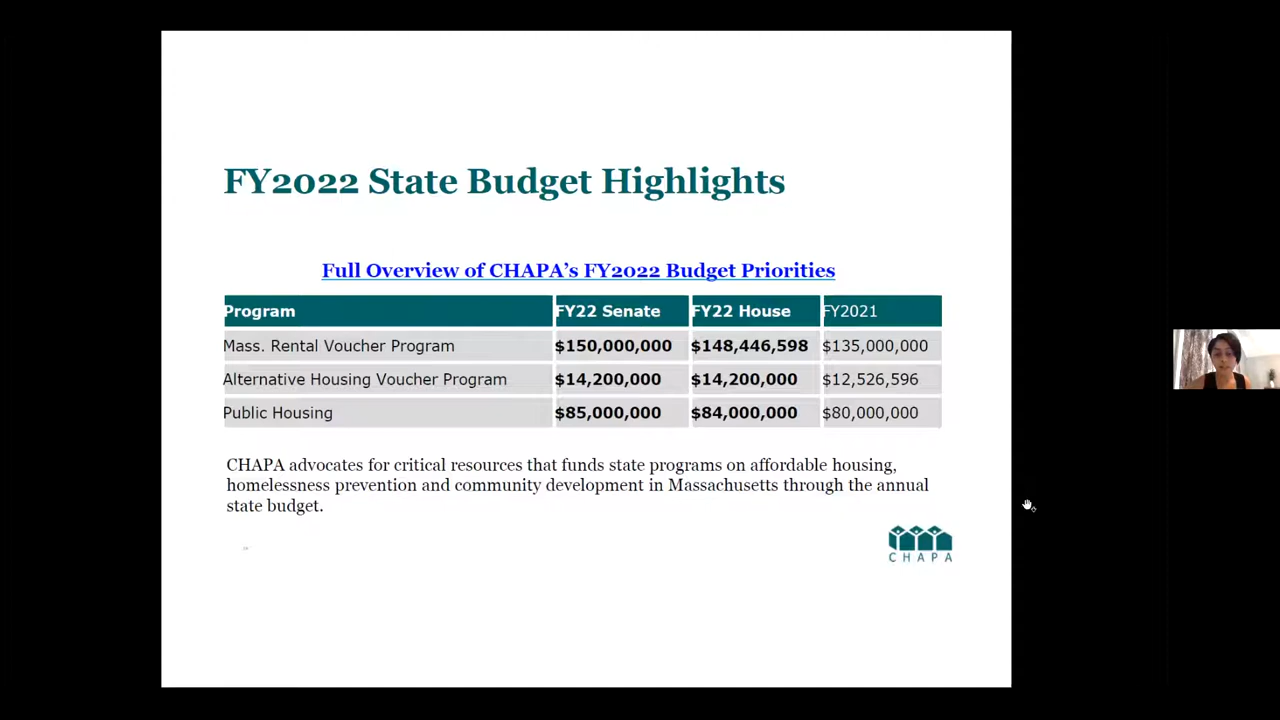 FY2022 State Budget Highlights
Full Overview of CHAPA's FY2022 Budget Priorities
Program FY22 Senate FY22 House FY2021
Mass. Rental Voucher Program $150,000,000 $148,446,598 $135,000,000
Alternative Housing Voucher Program $14,200,000 $14,200,000 $12,526,596
Public Housing $85,000,000 $84,000,000 $80,000,000
CHAPA advocates for critical resources that funds state programs on affordable housing,
homelessness prevention and community development in Massachusetts through the annual
state budget.
CHAPA